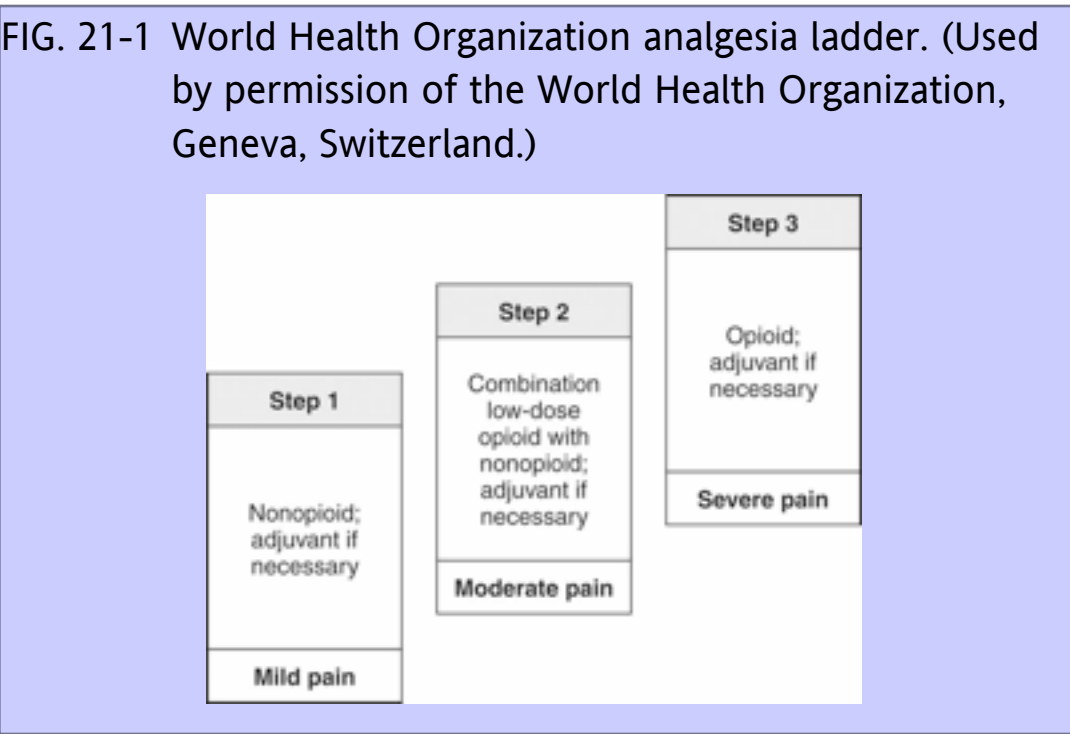 FIG. 21-1 World Health Organization analgesia ladder. (Used
by permission of the World Health Organization,
Geneva, Switzerland.)
Step 1
Nonopioid;
adjuvant if
necessary
Mild pain
Step 2
Combination
low-dose
opioid with
nonopioid;
adjuvant if
necessary
Moderate pain
Step 3
Opioid;
adjuvant if
necessary
Severe pain